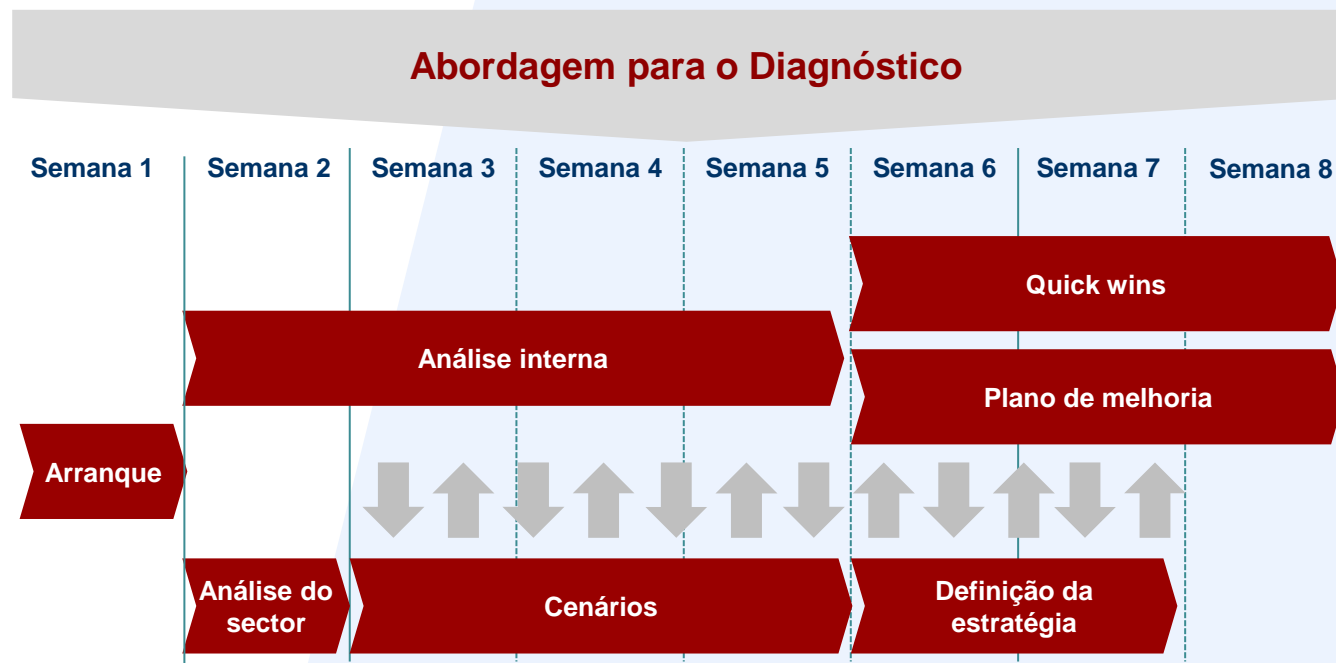 Abordagem para o Diagnóstico
Semana 1
Semana 2
Semana 3
Semana 4
Semana 5
Semana 6
Semana 7
Semana 8
Quick wins
Análise interna
Plano de melhoria
Arranque
Análise do
sector
Cenários
Definição da
estratégia